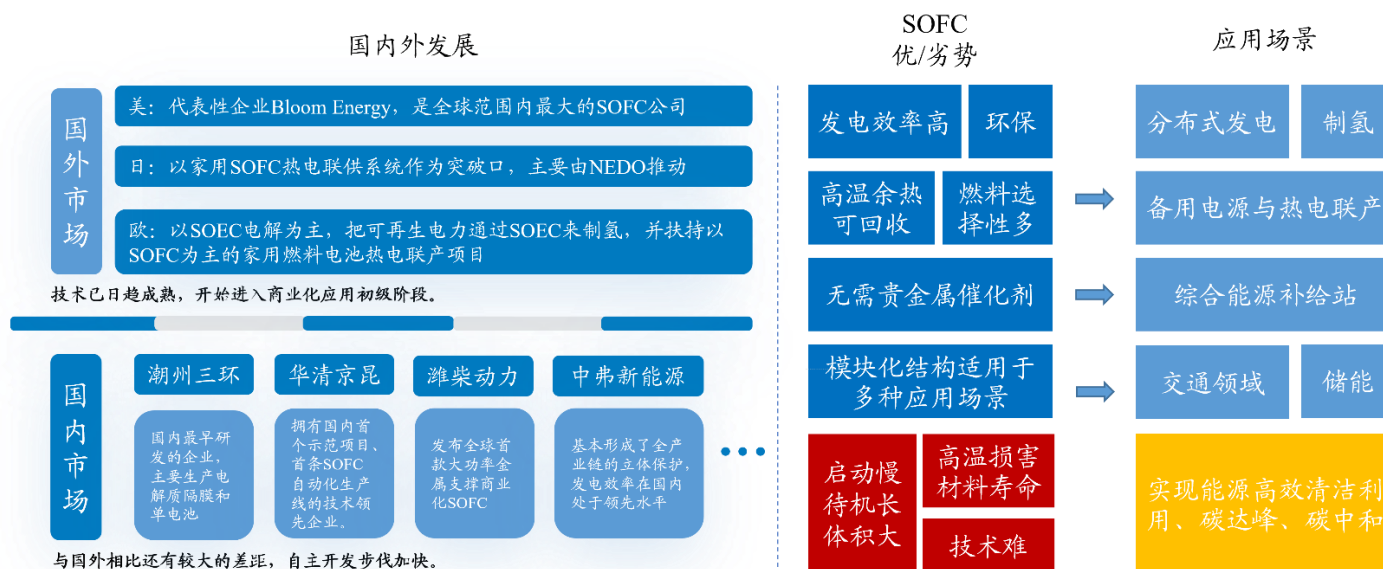 国内外发展
国外市场
美：代表性企业Bloom Energy，是全球范围内最大的SOFC公司
日：以家用SOFC热电联供系统作为突破口，主要由NEDO推动
欧：以SOEC电解为主，把可再生电力通过SOEC来制氢，并扶持以
SOFC为主的家用燃料电池热电联产项目
技术已日趋成熟，开始进入商业化应用初级阶段。
国内市场
潮州三环
国内最早研
发的企业，
主要生产电
解质隔膜和
单电池
华清京昆
拥有国内首
个示范项目、
首条SOFC
自动化生产
线的技术领
先企业。
潍柴动力
发布全球首
款大功率金
属支撑商业
化SOFC
中弗新能源
基本形成了全产
业链的立体保护，
发电效率在国内
处于领先水平
与国外相比还有较大的差距，自主开发步伐加快。
SOFC
优/劣势
发电效率高
环保
高温余热
可回收
燃料选
择性多
无需贵金属催化剂
模块化结构适用于
多种应用场景
启动慢
待机长
体积大
高温损害
材料寿命
技术难
应用场景
分布式发电
制氢
备用电源与热电联产
综合能源补给站
交通领域
储能
实现能源高效清洁利
用、碳达峰、碳中和